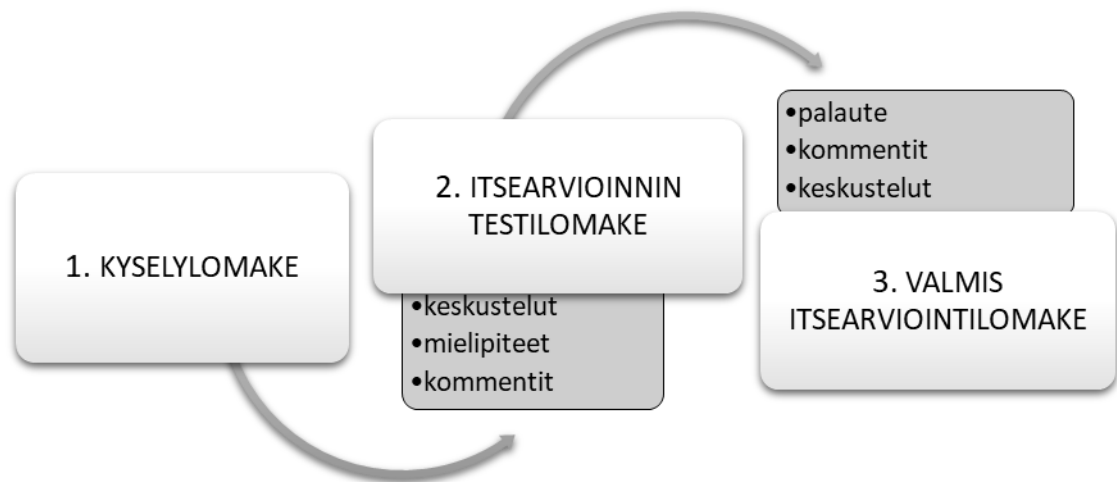 1. KYSELYLOMAKE
2. ITSEARVIOINNIN
TESTILOMAKE
•keskustelut
•mielipiteet
•kommentit
•palaute
•kommentit
•keskustelut
3. VALMIS
ITSEARVIOINTILOMAKE